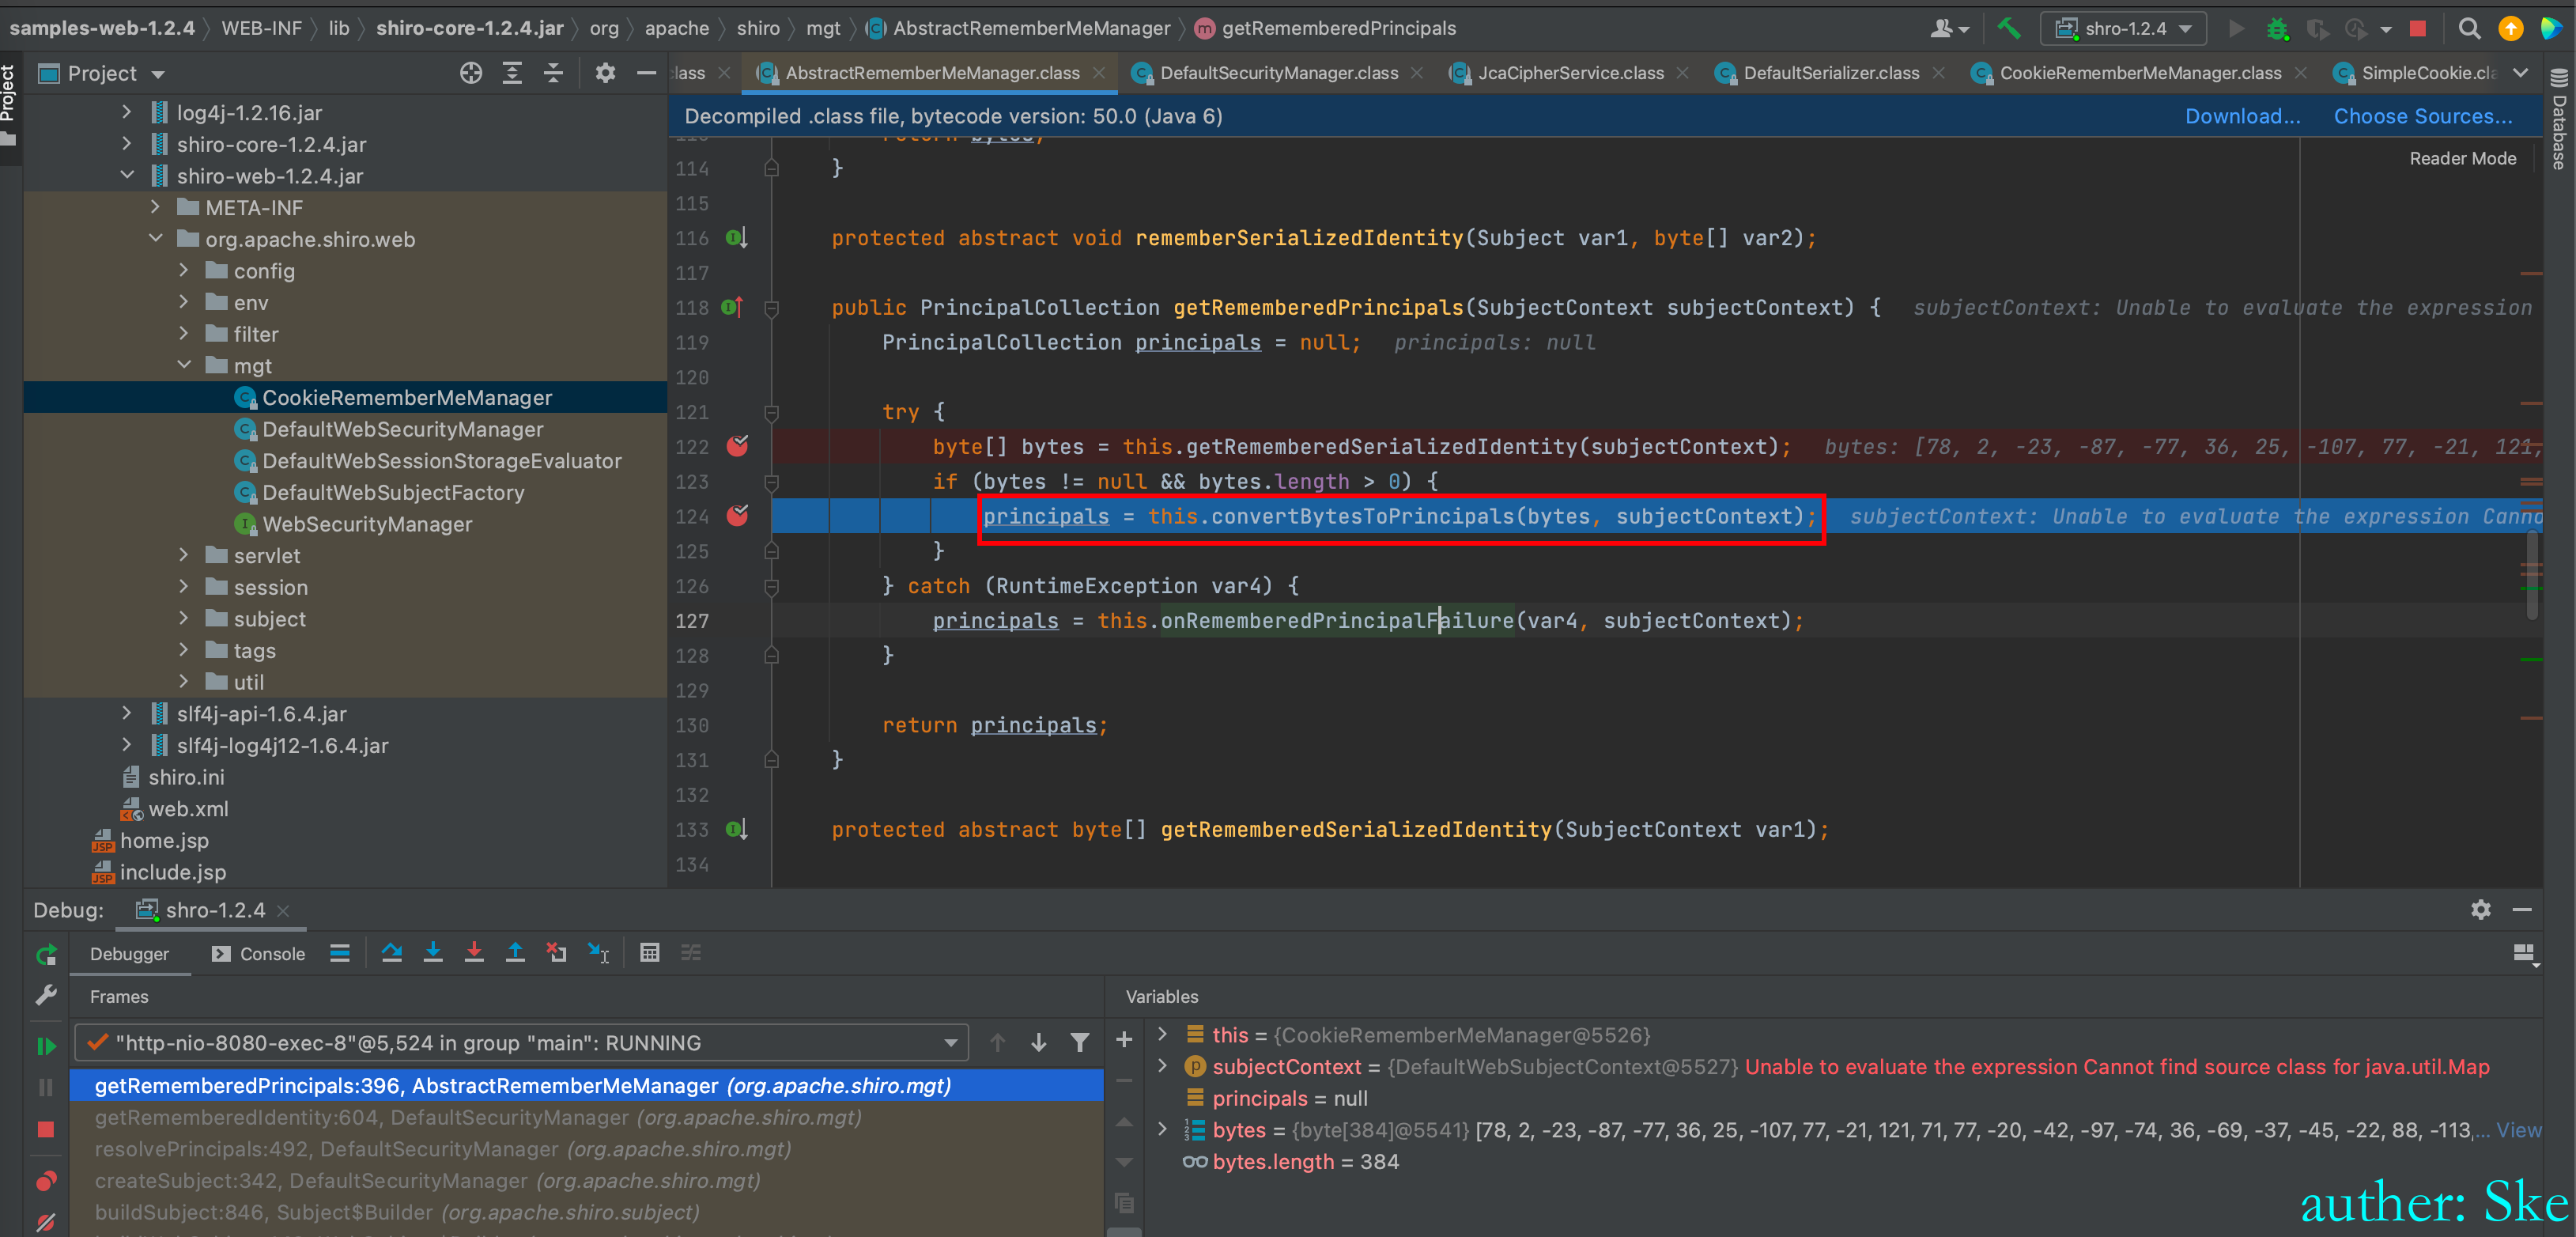 samples-web-1.2.4 WEB-INF lib shiro-core-1.2.4.jar org apache shiro mgt AbstractRememberMeManager getRememberedPrincipals
shro-1.2.4
Project
Project
lass AbstractRememberMeManager.class DefaultSecurityManager.class JcaCipherService.class DefaultSerializer.class CookieRememberMeManager.class SimpleCookie.cla
Database
log4j-1.2.16.jar
shiro-core-1.2.4.jar
shiro-web-1.2.4.jar
META-INF
org.apache.shiro.web
config
env
filter
mgt
CookieRememberMeManager
DefaultWebSecurityManager
DefaultWebSessionStorageEvaluator
DefaultWebSubjectFactory
WebSecurityManager
servlet
session
subject
tags
util
slf4j-api-1.6.4.jar
slf4j-log4j12-1.6.4.jar
shiro.ini
web.xml
home.jsp
include.jsp
Decompiled .class file, bytecode version: 50.0 (Java 6) Download... Choose Sources...
Reader Mode
return bytes;
114 }
115
116 protected abstract void rememberSerializedIdentity(Subject var1, byte[] var2);
117
118 public PrincipalCollection getRememberedPrincipals(SubjectContext subjectContext) { subjectContext: Unable to evaluate the expression
119 PrincipalCollection principals = null; principals: null
120
121 try {
122 byte[] bytes = this.getRememberedSerializedIdentity(subjectContext); bytes: [78, 2, -23, -87, -77, 36, 25, -107, 77, -21, 121,
123 if (bytes != null && bytes.length > 0) {
124 principals = this.convertBytesToPrincipals(bytes, subjectContext); subjectContext: Unable to evaluate the expression Canno
125 }
126 } catch (RuntimeException var4) {
127 principals = this.onRememberedPrincipalFailure(var4, subjectContext);
128 }
129
130 return principals;
131 }
132
133 protected abstract byte[] getRememberedSerializedIdentity(SubjectContext var1);
134
Debug: shro-1.2.4
Debugger Console
Frames
"http-nio-8080-exec-8"@5,524 in group "main": RUNNING
getRememberedPrincipals:396, AbstractRememberMeManager (org.apache.shiro.mgt)
getRememberedIdentity:604, DefaultSecurityManager (org.apache.shiro.mgt)
resolvePrincipals:492, DefaultSecurityManager (org.apache.shiro.mgt)
createSubject:342, DefaultSecurityManager (org.apache.shiro.mgt)
buildSubject:846, Subject$Builder (org.apache.shiro.subject)
Variables
this = {CookieRememberMeManager@5526}
subjectContext = {DefaultWebSubjectContext@5527} Unable to evaluate the expression Cannot find source class for java.util.Map
principals = null
bytes = {byte[384]@5541} [78, 2, -23, -87, -77, 36, 25, -107, 77, -21, 121, 71, 77, -20, -42, -97, -74, 36, -69, -37, -45, -22, 88, -113,... View
bytes.length = 384
auther: Ske